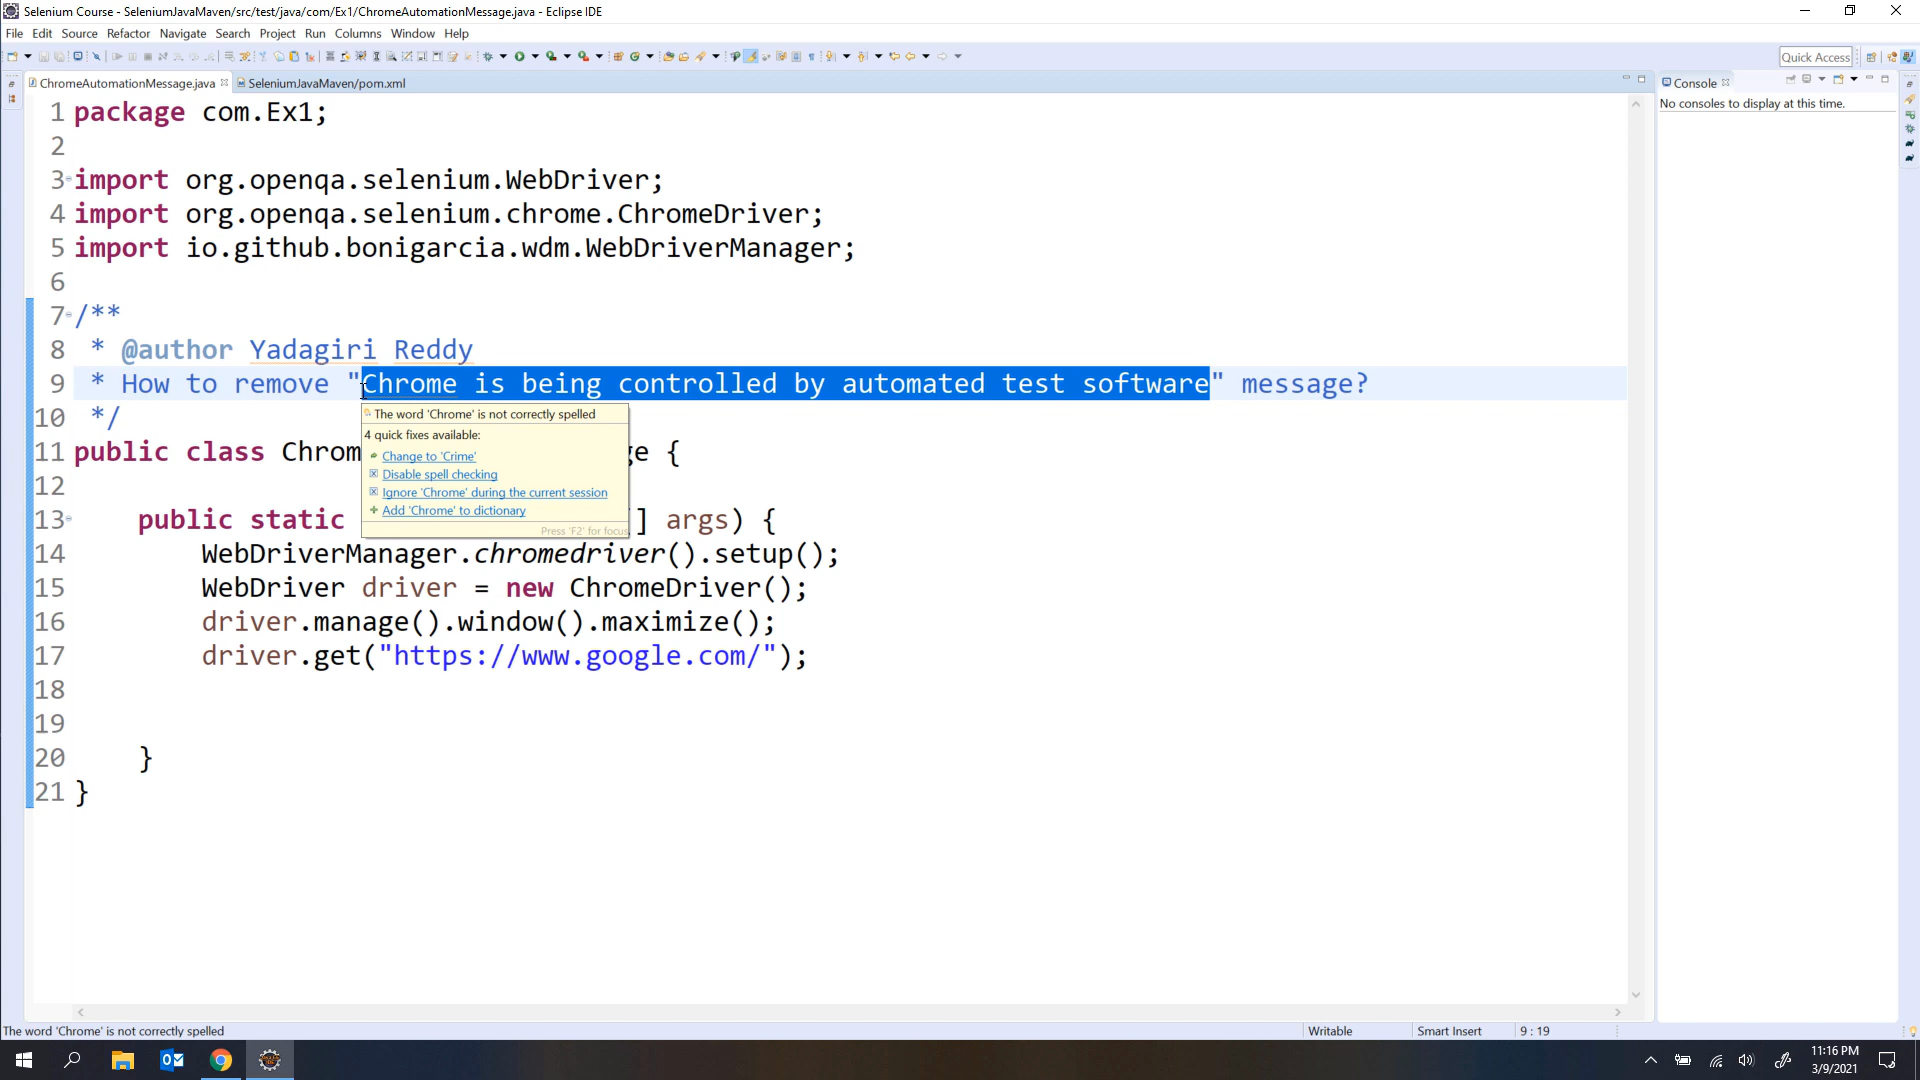 Selenium Course - SeleniumJavaMaven/src/test/java/com/Ex1/ChromeAutomationMessage.java - Eclipse IDE
File Edit Source Refactor Navigate Search Project Run Columns Window Help
Quick Access
ChromeAutomationMessage.java SeleniumJavaMaven/pom.xml
Console
No consoles to display at this time.
1 package com.Ex1;
2
3 import org.openqa.selenium.WebDriver;
4 import org.openqa.selenium.chrome.ChromeDriver;
5 import io.github.bonigarcia.wdm.WebDriverManager;
6
7 /**
8 * @author Yadagiri Reddy
9 * How to remove "Chrome is being controlled by automated test software" message?
10 */
The word 'Chrome' is not correctly spelled
4 quick fixes available:
Change to 'Crime'
Disable spell checking
Ignore 'Chrome' during the current session
Add 'Chrome' to dictionary
Press 'F2' for focus
11 public class Chrom ge {
12
13 public static ] args) {
14 WebDriverManager.chromedriver().setup();
15 WebDriver driver = new ChromeDriver();
16 driver.manage().window().maximize();
17 driver.get("https://www.google.com/");
18
19
20 }
21 }
The word 'Chrome' is not correctly spelled
Writable Smart Insert 9 : 19
11:16 PM
3/9/2021